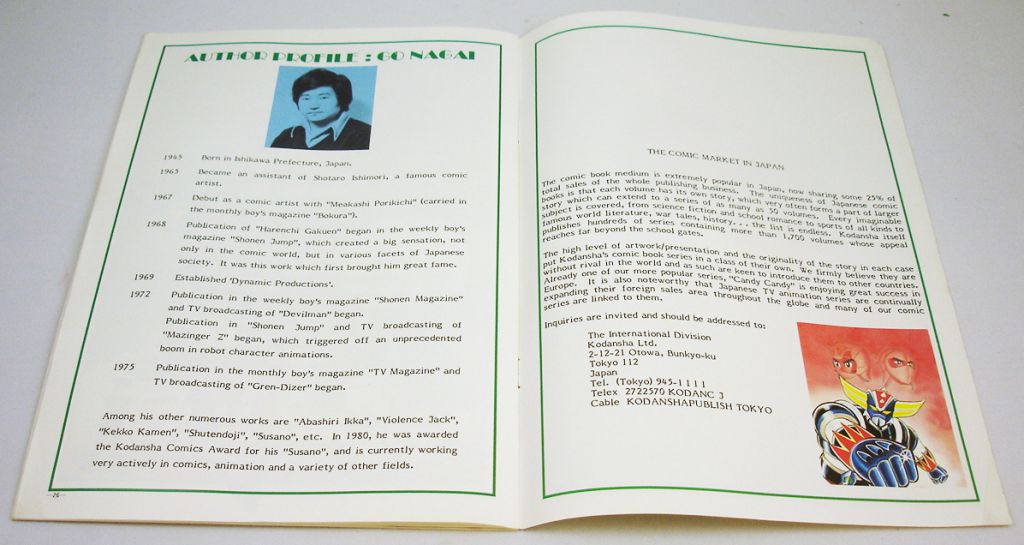 AUTHOR PROFILE : GO NAGAI
1945 Born in Ishikawa Prefecture, Japan.
1965 Became an assistant of Shotaro Ishimori, a famous comic
artist.
1967 Debut as a comic artist with "Meakashi Porikichi" (carried in
the monthly boy's magazine "Bokura").
1968 Publication of "Harenchi Gakuen" began in the weekly boy's
magazine "Shonen Jump", which created a big sensation, not
only in the comic world, but in various facets of Japanese
society. It was this work which first brought him great fame.
1969 Established 'Dynamic Productions'.
1972 Publication in the weekly boy's magazine "Shonen Magazine"
and TV broadcasting of "Devilman" began.
Publication in "Shonen Jump" and TV broadcasting of
"Mazinger Z" began, which triggered off an unprecedented
boom in robot character animations.
1975 Publication in the monthly boy's magazine "TV Magazine" and
TV broadcasting of "Gren-Dizer" began.
Among his other numerous works are "Abashiri Ikka", "Violence Jack",
"Kekko Kamen", "Shutendoji", "Susano", etc. In 1980, he was awarded
the Kodansha Comics Award for his "Susano", and is currently working
very actively in comics, animation and a variety of other fields.
—26—
THE COMIC MARKET IN JAPAN
The comic book medium is extremely popular in Japan, now sharing some 25% of
total sales of the whole publishing business. The uniqueness of Japanese comic
books is that each volume has its own story, which very often forms a part of larger
story which can extend to a series of as many as 50 volumes. Every imaginable
subject is covered, from science fiction and school romance to sports of all kinds to
famous world literature, war tales, history. . . the list is endless. Kodansha itself
publishes hundreds of series containing more than 1,700 volumes whose appeal
reaches far beyond the school gates.
The high level of artwork/presentation and the originality of the story in each case
put Kodansha's comic book series in a class of their own. We firmly believe they are
without rival in the world and as such are keen to introduce them to other countries.
Already one of our more popular series, "Candy Candy" is enjoying great success in
Europe. It is also noteworthy that Japanese TV animation series are continually
expanding their foreign sales area throughout the globe and many of our comic
series are linked to them.
Inquiries are invited and should be addressed to:
The International Division
Kodansha Ltd.
2-12-21 Otowa, Bunkyo-ku
Tokyo 112
Japan
Tel. (Tokyo) 945-1111
Telex 2722570 KODANC J
Cable KODANSHAPUBLISH TOKYO